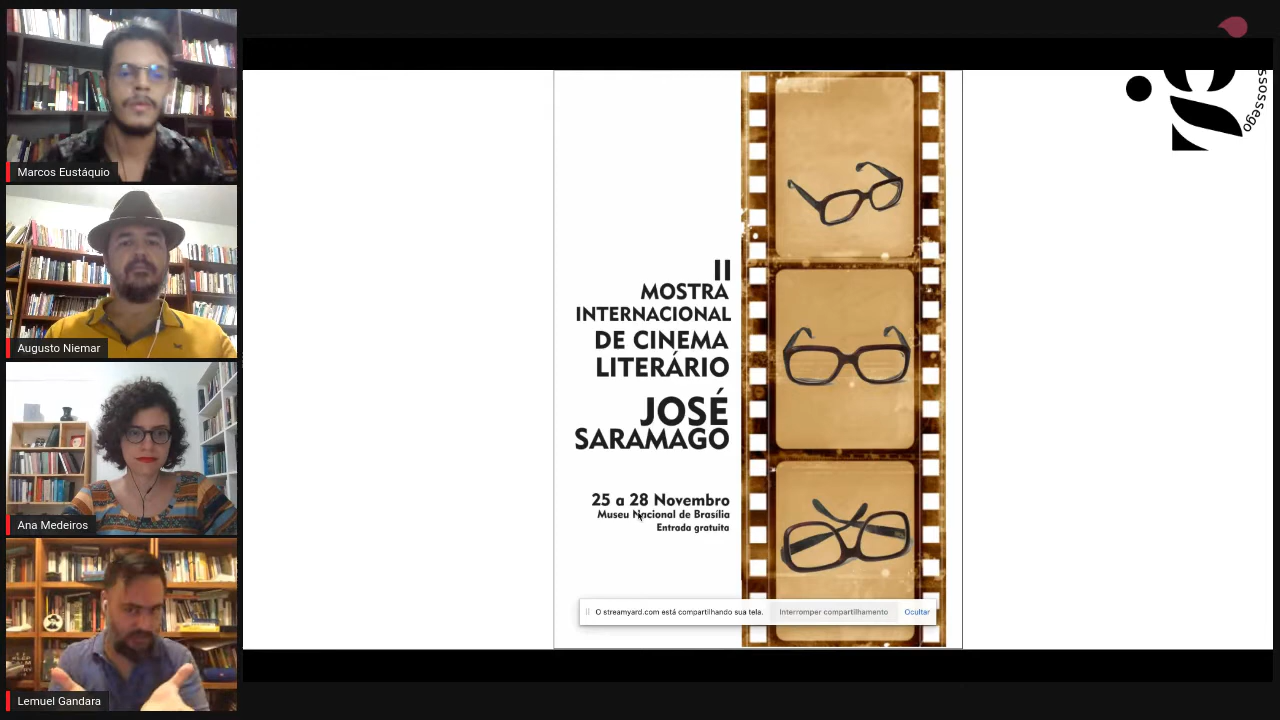 Marcos Eustáquio
Augusto Niemar
Ana Medeiros
Lemuel Gandara
II
MOSTRA
INTERNACIONAL
DE CINEMA
LITERÁRIO
JOSÉ
SARAMAGO
25 a 28 Novembro
Museu Nacional de Brasília
Entrada gratuita
O streamyard.com está compartilhando sua tela.
Interromper compartilhamento
Ocultar
ssossego